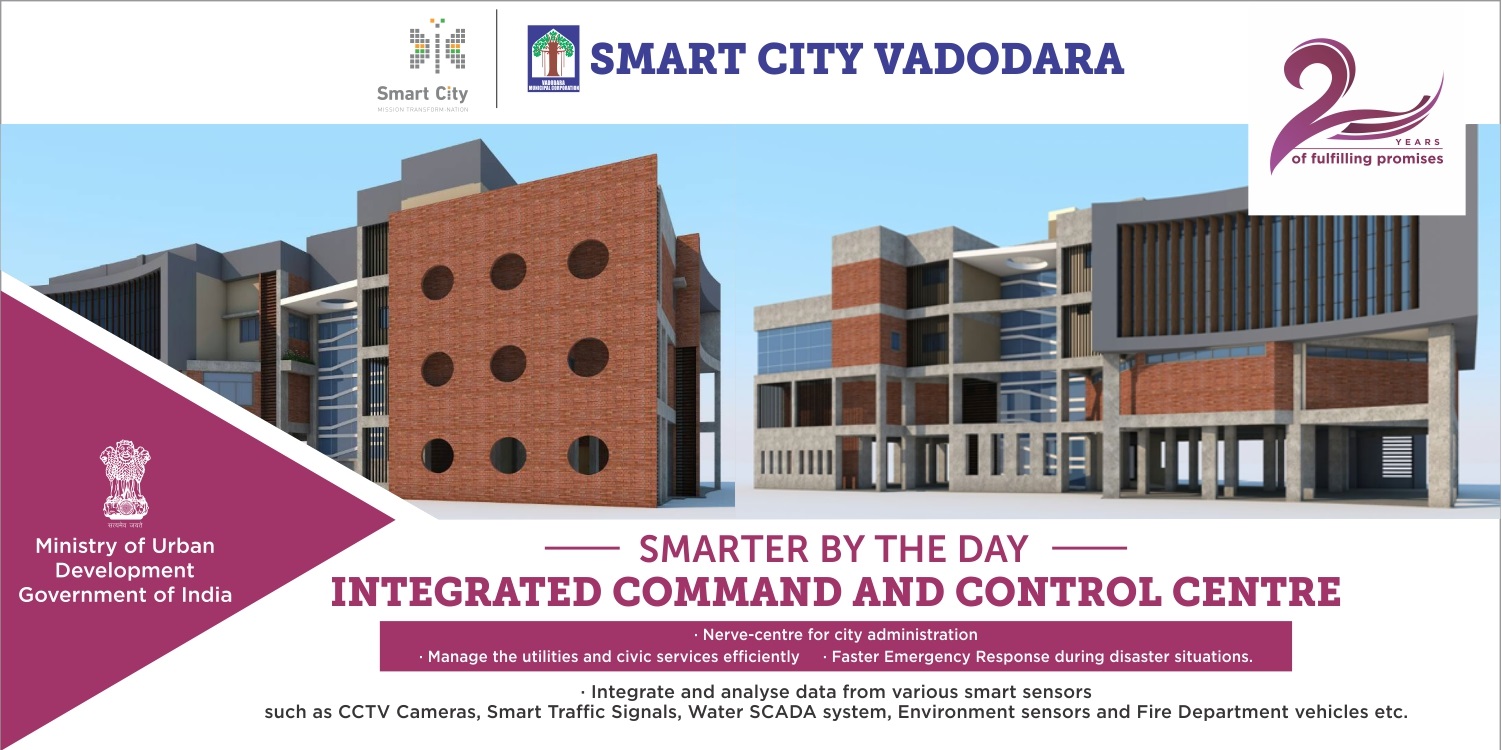 Smart City
MISSION TRANSFORM-NATION
VADODARA
MUNICIPAL CORPORATION
SMART CITY VADODARA
2
YEARS
of fulfilling promises
सत्यमेव जयते
Ministry of Urban
Development
Government of India
SMARTER BY THE DAY
INTEGRATED COMMAND AND CONTROL CENTRE
· Nerve-centre for city administration
· Manage the utilities and civic services efficiently · Faster Emergency Response during disaster situations.
· Integrate and analyse data from various smart sensors
such as CCTV Cameras, Smart Traffic Signals, Water SCADA system, Environment sensors and Fire Department vehicles etc.